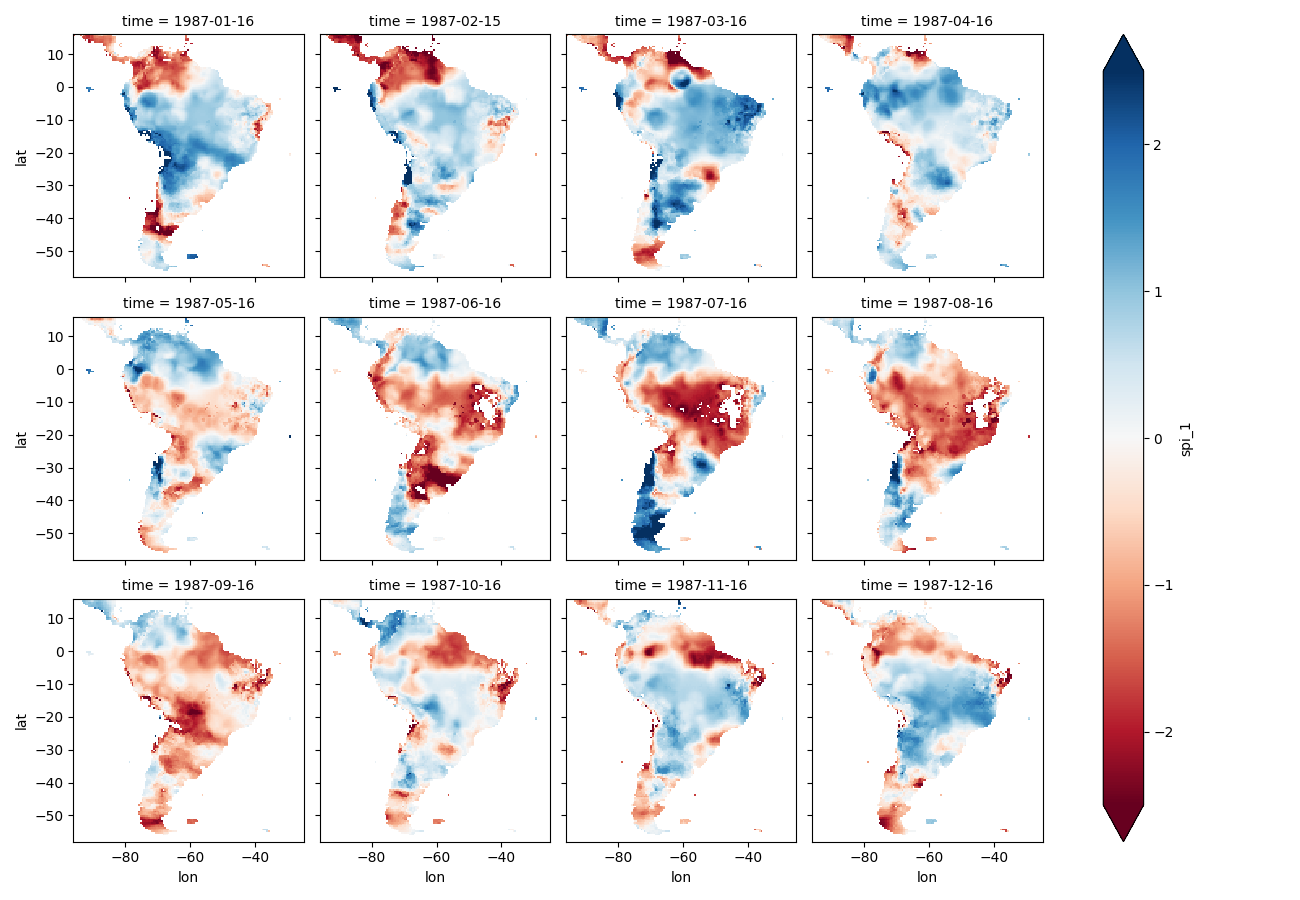 time = 1987-01-16
time = 1987-02-15
time = 1987-03-16
time = 1987-04-16
10
0
−10
−20
−30
−40
−50
lat
time = 1987-05-16
time = 1987-06-16
time = 1987-07-16
time = 1987-08-16
10
0
−10
−20
−30
−40
−50
lat
time = 1987-09-16
time = 1987-10-16
time = 1987-11-16
time = 1987-12-16
10
0
−10
−20
−30
−40
−50
lat
−80 −60 −40
lon
−80 −60 −40
lon
−80 −60 −40
lon
−80 −60 −40
lon
2
1
0
−1
−2
spi_1